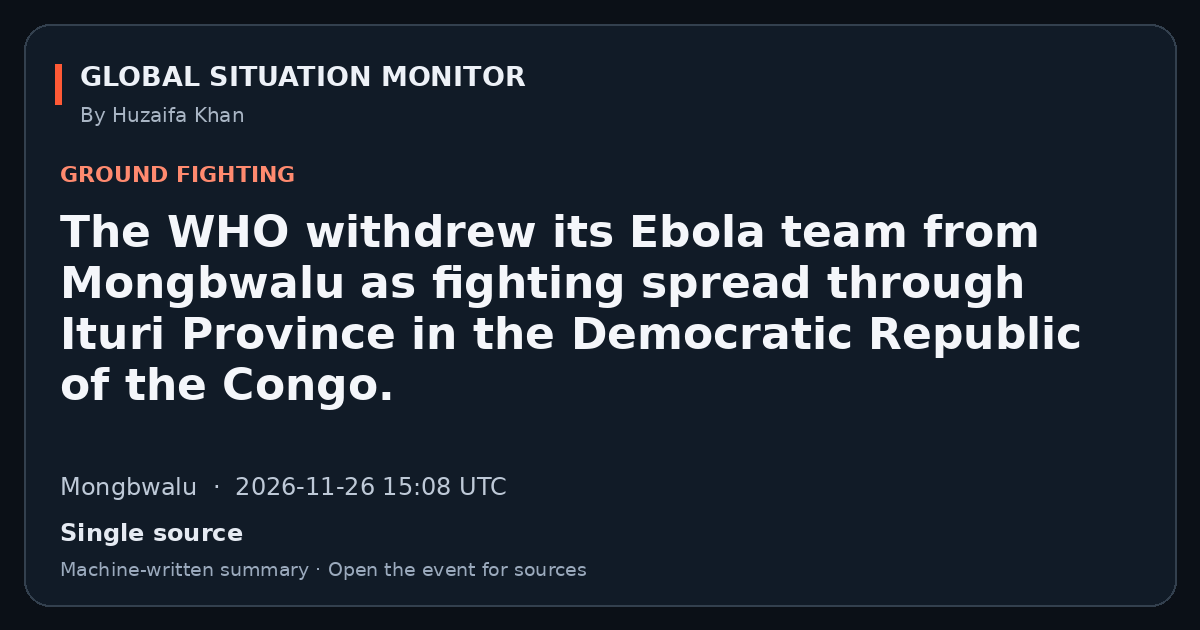 GLOBAL SITUATION MONITOR
By Huzaifa Khan
GROUND FIGHTING
The WHO withdrew its Ebola team from
Mongbwalu as fighting spread through
Ituri Province in the Democratic Republic
of the Congo.
Mongbwalu · 2026-11-26 15:08 UTC
Single source
Machine-written summary · Open the event for sources